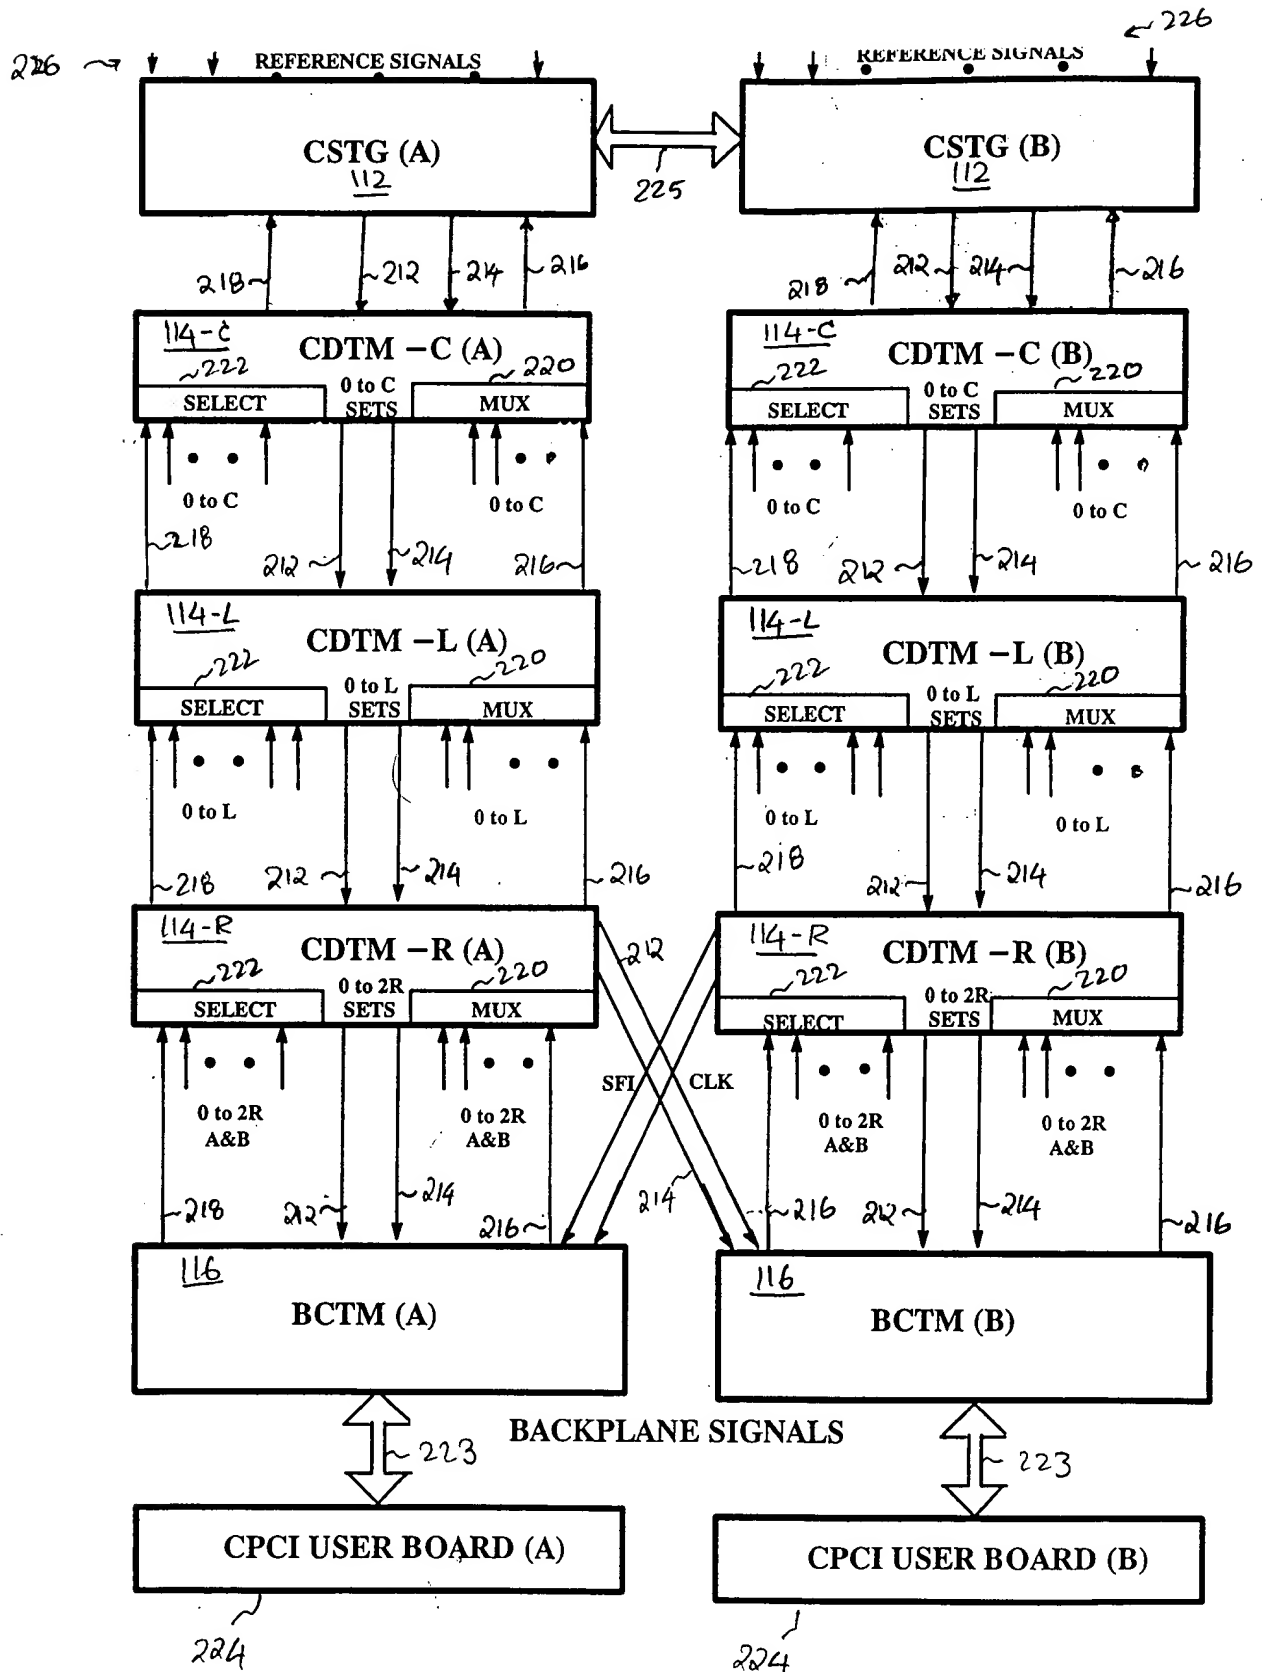 226
226
REFERENCE SIGNALS
REFERENCE SIGNALS
CSTG (A)
112
225
CSTG (B)
112
218
212
214
216
218
212
214
216
114-C
CDTM –C (A)
222
220
SELECT
0 to C
SETS
MUX
114-C
CDTM –C (B)
222
220
SELECT
0 to C
SETS
MUX
0 to C
0 to C
0 to C
0 to C
218
212
214
216
218
212
214
216
114-L
CDTM –L (A)
222
220
SELECT
0 to L
SETS
MUX
114-L
CDTM –L (B)
222
220
SELECT
0 to L
SETS
MUX
0 to L
0 to L
0 to L
0 to L
218
212
214
216
218
212
214
216
114-R
CDTM –R (A)
222
220
SELECT
0 to 2R
SETS
MUX
212
114-R
CDTM –R (B)
222
220
SELECT
0 to 2R
SETS
MUX
SFI
CLK
0 to 2R
A&B
0 to 2R
A&B
0 to 2R
A&B
0 to 2R
A&B
218
212
214
216
214
216
212
214
216
116
BCTM (A)
116
BCTM (B)
BACKPLANE SIGNALS
223
223
CPCI USER BOARD (A)
CPCI USER BOARD (B)
224
224